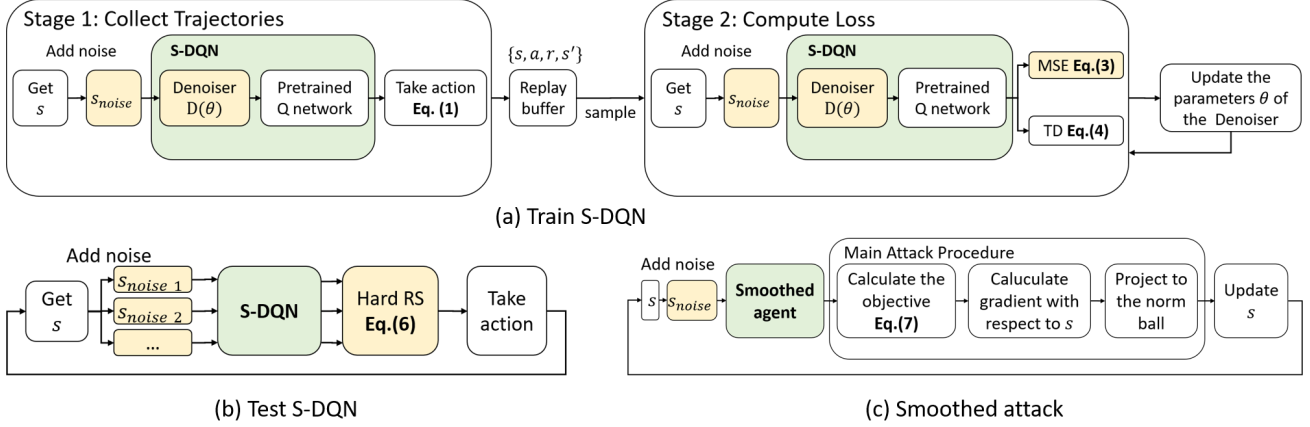 Stage 1: Collect Trajectories
Add noise
S-DQN
Get
s
s_noise
Denoiser
D(θ)
Pretrained
Q network
Take action
Eq. (1)
{s, a, r, s′}
Replay
buffer
sample
Stage 2: Compute Loss
Add noise
S-DQN
Get
s
s_noise
Denoiser
D(θ)
Pretrained
Q network
MSE Eq.(3)
TD Eq.(4)
Update the
parameters θ of
the Denoiser
(a) Train S-DQN
Add noise
Get
s
s_noise 1
s_noise 2
...
S-DQN
Hard RS
Eq.(6)
Take
action
(b) Test S-DQN
Add noise
s
s_noise
Smoothed
agent
Main Attack Procedure
Calculate the
objective
Eq.(7)
Caluculate
gradient with
respect to s
Project to
the norm
ball
Update
s
(c) Smoothed attack